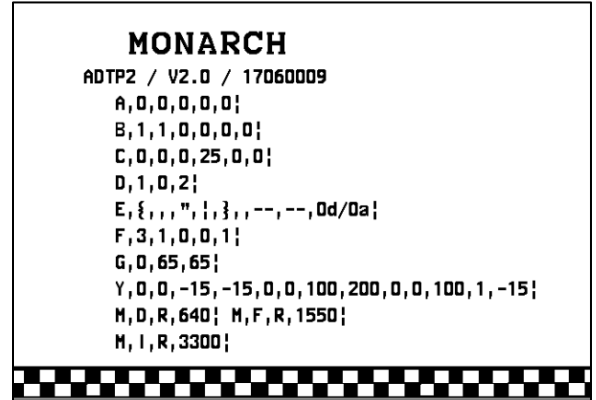 MONARCH
ADTP2 / V2.0 / 17060009
A,0,0,0,0,0¦
B,1,1,0,0,0,0¦
C,0,0,0,25,0,0¦
D,1,0,2¦
E,{,,,",¦,},,--,--,0d/0a¦
F,3,1,0,0,1¦
G,0,65,65¦
Y,0,0,-15,-15,0,0,100,200,0,0,100,1,-15¦
M,D,R,640¦ M,F,R,1550¦
M,I,R,3300¦